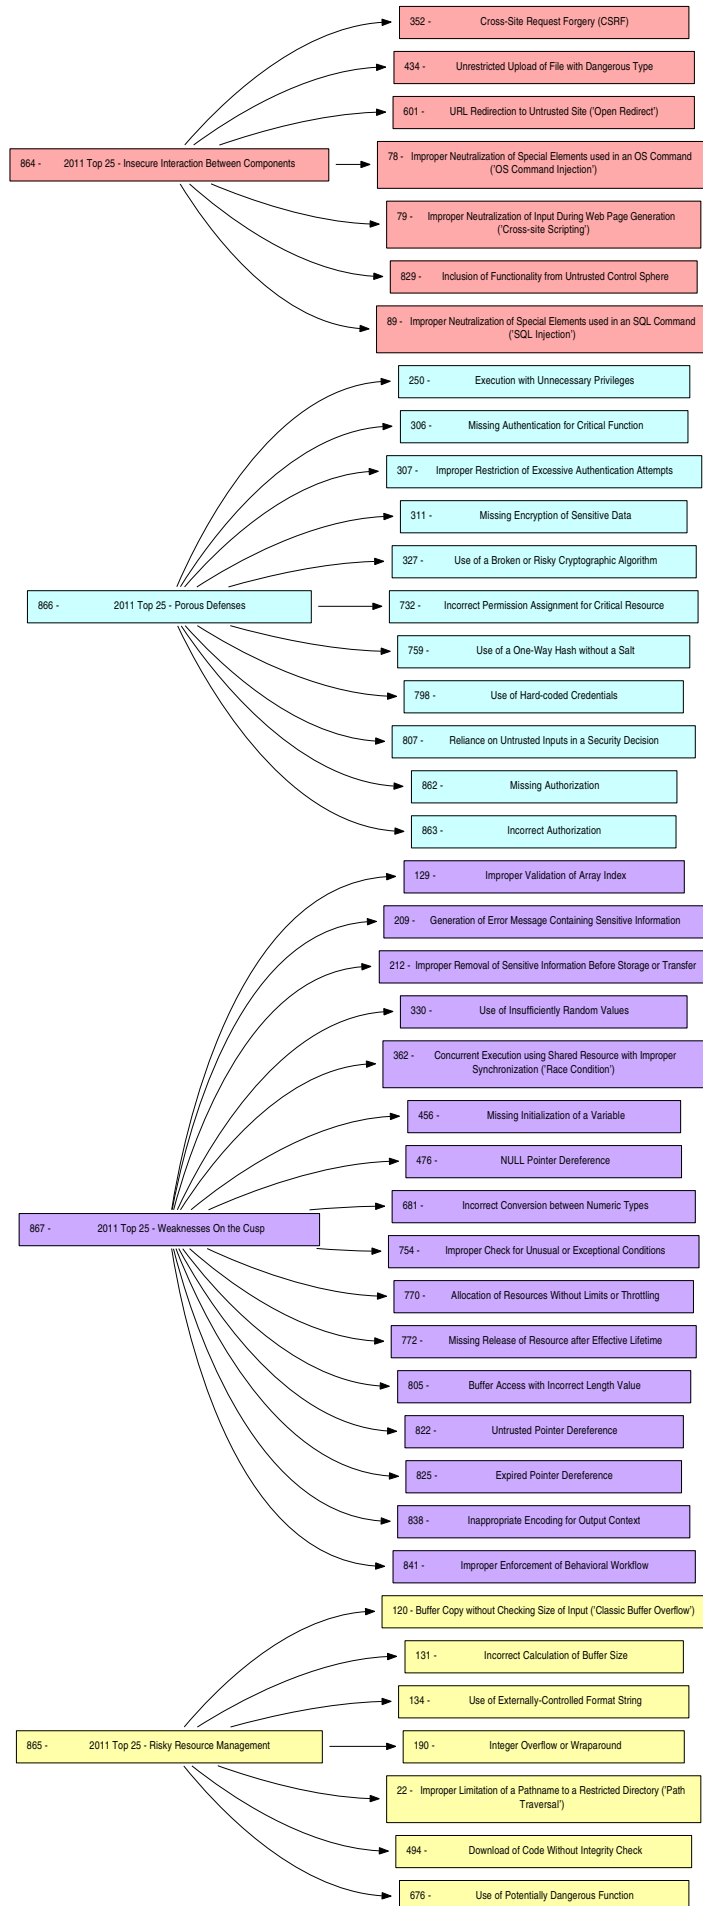 352 - Cross-Site Request Forgery (CSRF)
434 - Unrestricted Upload of File with Dangerous Type
601 - URL Redirection to Untrusted Site ('Open Redirect')
864 - 2011 Top 25 - Insecure Interaction Between Components
78 - Improper Neutralization of Special Elements used in an OS Command
('OS Command Injection')
79 - Improper Neutralization of Input During Web Page Generation
('Cross-site Scripting')
829 - Inclusion of Functionality from Untrusted Control Sphere
89 - Improper Neutralization of Special Elements used in an SQL Command
('SQL Injection')
250 - Execution with Unnecessary Privileges
306 - Missing Authentication for Critical Function
307 - Improper Restriction of Excessive Authentication Attempts
311 - Missing Encryption of Sensitive Data
327 - Use of a Broken or Risky Cryptographic Algorithm
866 - 2011 Top 25 - Porous Defenses
732 - Incorrect Permission Assignment for Critical Resource
759 - Use of a One-Way Hash without a Salt
798 - Use of Hard-coded Credentials
807 - Reliance on Untrusted Inputs in a Security Decision
862 - Missing Authorization
863 - Incorrect Authorization
129 - Improper Validation of Array Index
209 - Generation of Error Message Containing Sensitive Information
212 - Improper Removal of Sensitive Information Before Storage or Transfer
330 - Use of Insufficiently Random Values
362 - Concurrent Execution using Shared Resource with Improper
Synchronization ('Race Condition')
456 - Missing Initialization of a Variable
476 - NULL Pointer Dereference
681 - Incorrect Conversion between Numeric Types
867 - 2011 Top 25 - Weaknesses On the Cusp
754 - Improper Check for Unusual or Exceptional Conditions
770 - Allocation of Resources Without Limits or Throttling
772 - Missing Release of Resource after Effective Lifetime
805 - Buffer Access with Incorrect Length Value
822 - Untrusted Pointer Dereference
825 - Expired Pointer Dereference
838 - Inappropriate Encoding for Output Context
841 - Improper Enforcement of Behavioral Workflow
120 - Buffer Copy without Checking Size of Input ('Classic Buffer Overflow')
131 - Incorrect Calculation of Buffer Size
134 - Use of Externally-Controlled Format String
865 - 2011 Top 25 - Risky Resource Management
190 - Integer Overflow or Wraparound
22 - Improper Limitation of a Pathname to a Restricted Directory ('Path
Traversal')
494 - Download of Code Without Integrity Check
676 - Use of Potentially Dangerous Function